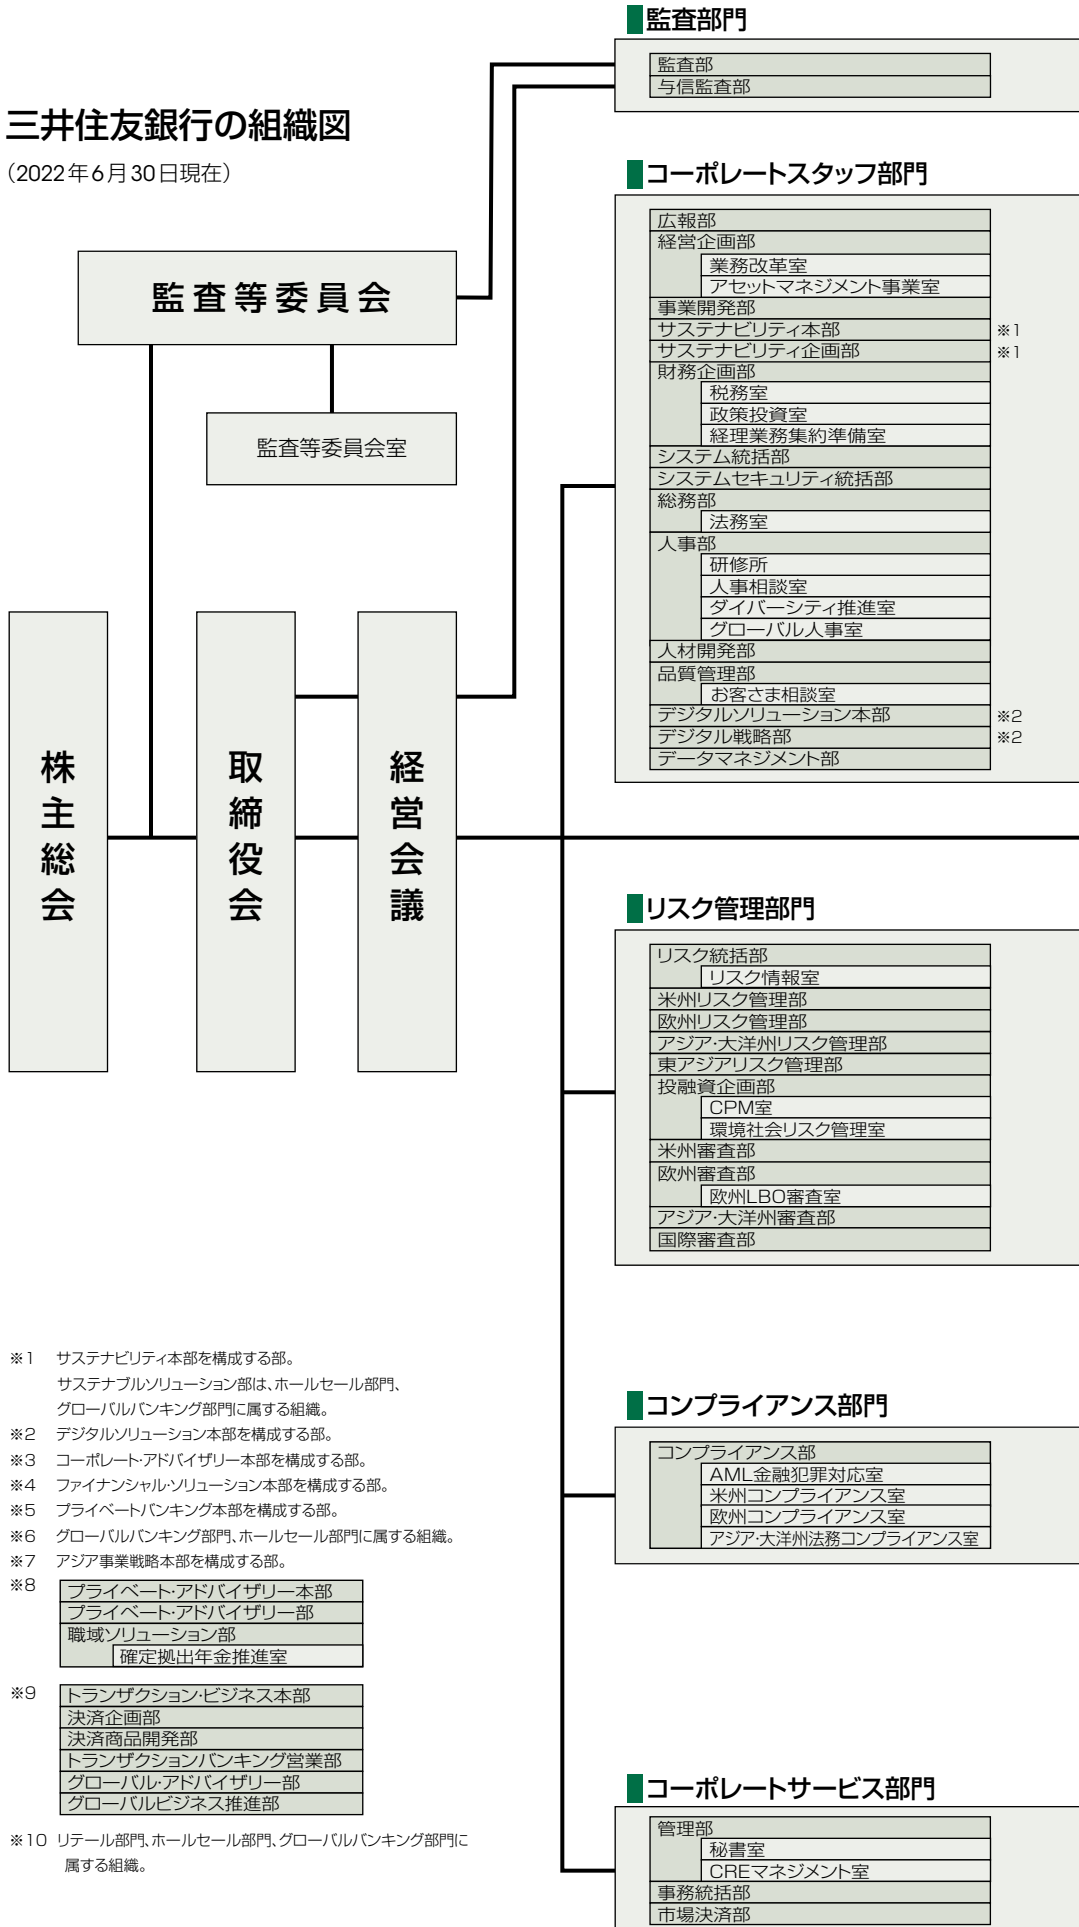 三井住友銀行の組織図
（2022年6月30日現在）
監査等委員会
監査等委員会室
株主総会
取締役会
経営会議
監査部門
監査部
与信監査部
コーポレートスタッフ部門
広報部
経営企画部
業務改革室
アセットマネジメント事業室
事業開発部
サステナビリティ本部 ※1
サステナビリティ企画部 ※1
財務企画部
税務室
政策投資室
経理業務集約準備室
システム統括部
システムセキュリティ統括部
総務部
法務室
人事部
研修所
人事相談室
ダイバーシティ推進室
グローバル人事室
人材開発部
品質管理部
お客さま相談室
デジタルソリューション本部 ※2
デジタル戦略部 ※2
データマネジメント部
リスク管理部門
リスク統括部
リスク情報室
米州リスク管理部
欧州リスク管理部
アジア・大洋州リスク管理部
東アジアリスク管理部
投融資企画部
CPM室
環境社会リスク管理室
米州審査部
欧州審査部
欧州LBO審査室
アジア・大洋州審査部
国際審査部
コンプライアンス部門
コンプライアンス部
AML金融犯罪対応室
米州コンプライアンス室
欧州コンプライアンス室
アジア・大洋州法務コンプライアンス室
コーポレートサービス部門
管理部
秘書室
CREマネジメント室
事務統括部
市場決済部
※1 サステナビリティ本部を構成する部。
サステナブルソリューション部は、ホールセール部門、
グローバルバンキング部門に属する組織。
※2 デジタルソリューション本部を構成する部。
※3 コーポレート・アドバイザリー本部を構成する部。
※4 ファイナンシャル・ソリューション本部を構成する部。
※5 プライベートバンキング本部を構成する部。
※6 グローバルバンキング部門、ホールセール部門に属する組織。
※7 アジア事業戦略本部を構成する部。
※8 プライベート・アドバイザリー本部
プライベート・アドバイザリー部
職域ソリューション部
確定拠出年金推進室
※9 トランザクション・ビジネス本部
決済企画部
決済商品開発部
トランザクションバンキング営業部
グローバル・アドバイザリー部
グローバルビジネス推進部
※10 リテール部門、ホールセール部門、グローバルバンキング部門に
属する組織。